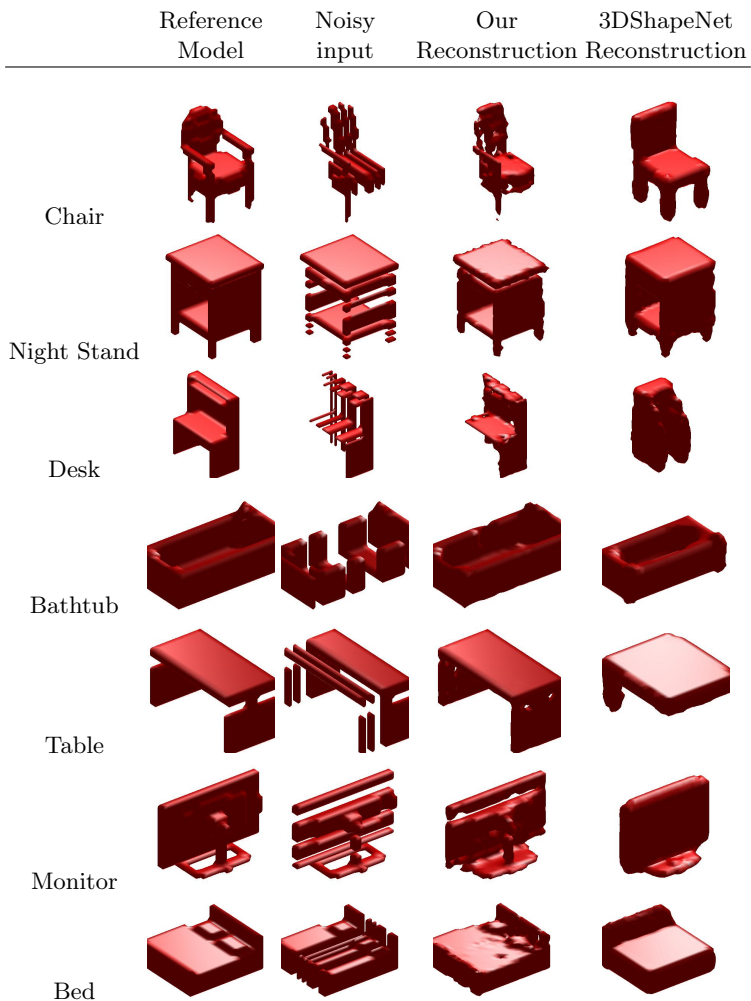 Reference Noisy Our 3DShapeNet
Model input Reconstruction Reconstruction
Chair
Night Stand
Desk
Bathtub
Table
Monitor
Bed